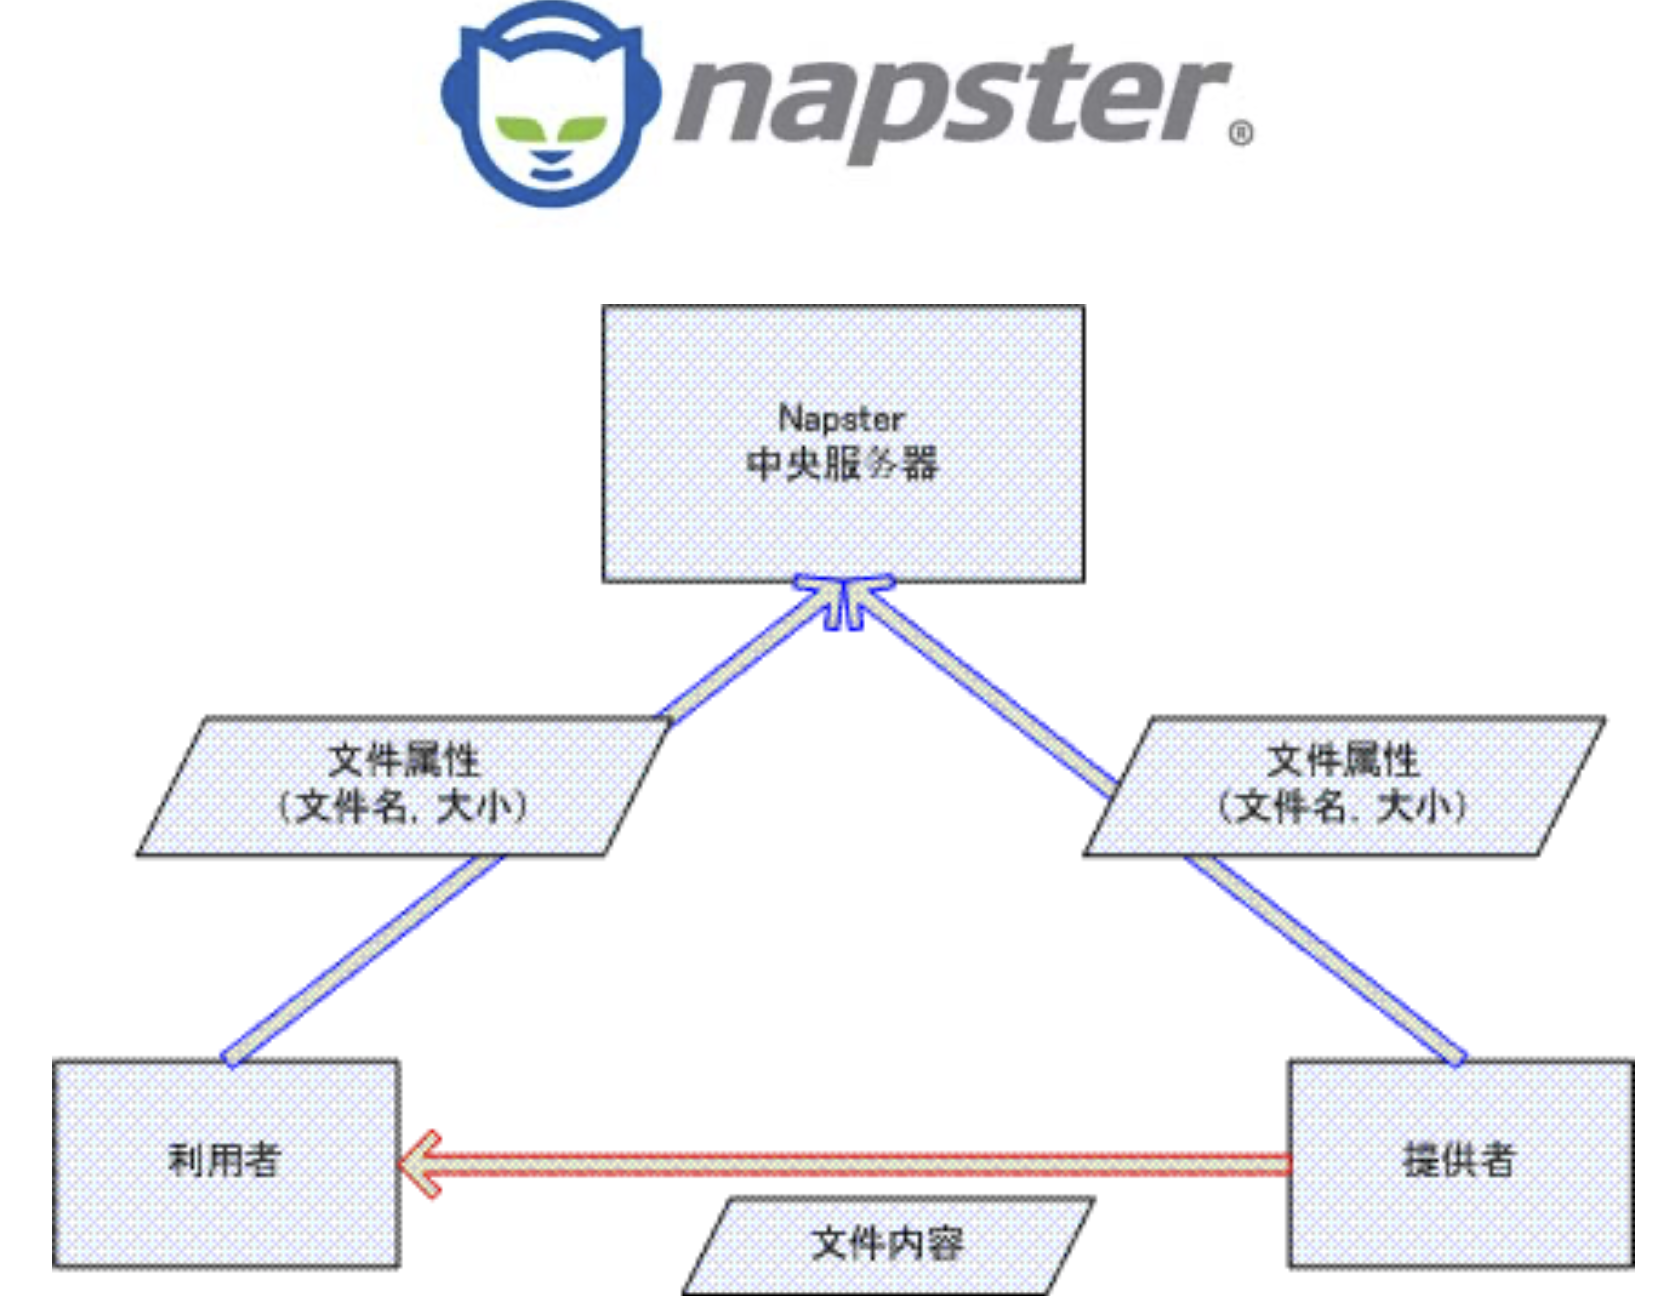 napster®
Napster
中央服务器
文件属性
（文件名，大小）
文件属性
（文件名，大小）
利用者
提供者
文件内容